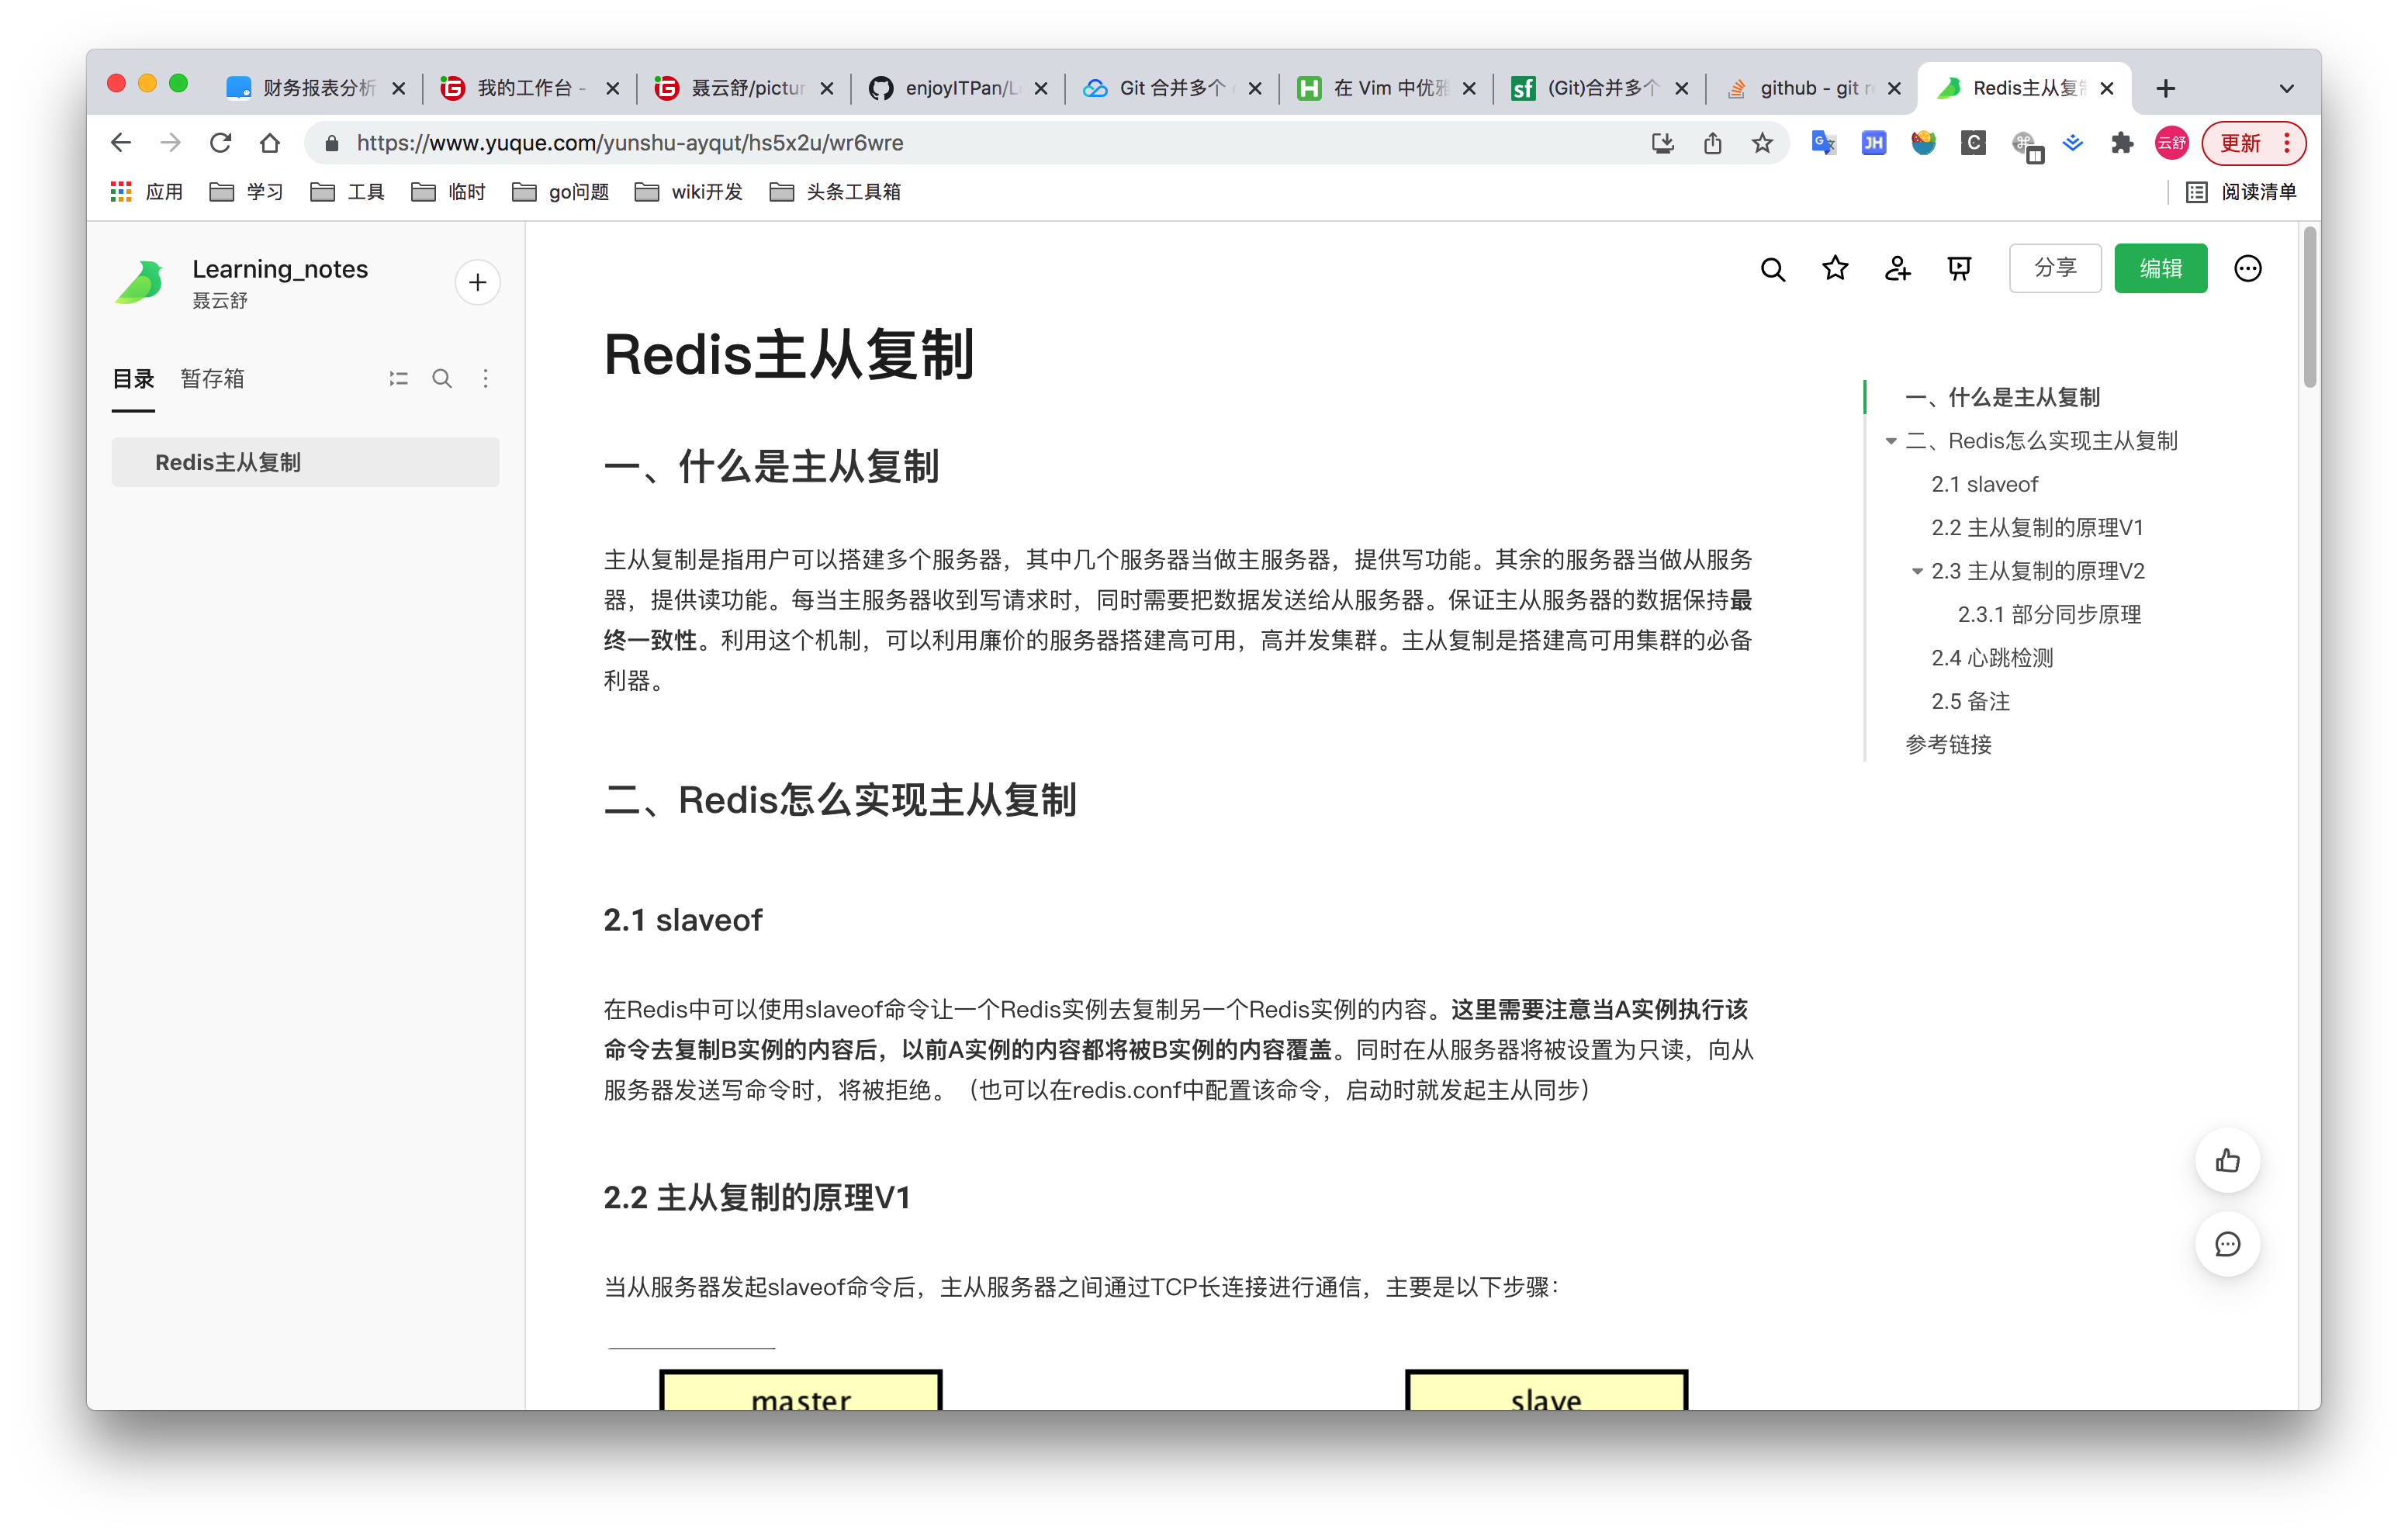 财务报表分析
我的工作台 -
聂云舒/pictur
enjoyITPan/L
Git 合并多个
在 Vim 中优雅
(Git)合并多个
github - git r
Redis主从复制
https://www.yuque.com/yunshu-ayqut/hs5x2u/wr6wre
JH
C
云舒
更新
应用
学习
工具
临时
go问题
wiki开发
头条工具箱
阅读清单
Learning_notes
聂云舒
目录
暂存箱
Redis主从复制
分享
编辑
Redis主从复制
一、什么是主从复制
主从复制是指用户可以搭建多个服务器，其中几个服务器当做主服务器，提供写功能。其余的服务器当做从服务
器，提供读功能。每当主服务器收到写请求时，同时需要把数据发送给从服务器。保证主从服务器的数据保持最
终一致性。利用这个机制，可以利用廉价的服务器搭建高可用，高并发集群。主从复制是搭建高可用集群的必备
利器。
二、Redis怎么实现主从复制
2.1 slaveof
在Redis中可以使用slaveof命令让一个Redis实例去复制另一个Redis实例的内容。这里需要注意当A实例执行该
命令去复制B实例的内容后，以前A实例的内容都将被B实例的内容覆盖。同时在从服务器将被设置为只读，向从
服务器发送写命令时，将被拒绝。（也可以在redis.conf中配置该命令，启动时就发起主从同步）
2.2 主从复制的原理V1
当从服务器发起slaveof命令后，主从服务器之间通过TCP长连接进行通信，主要是以下步骤：
master
slave
一、什么是主从复制
二、Redis怎么实现主从复制
2.1 slaveof
2.2 主从复制的原理V1
2.3 主从复制的原理V2
2.3.1 部分同步原理
2.4 心跳检测
2.5 备注
参考链接